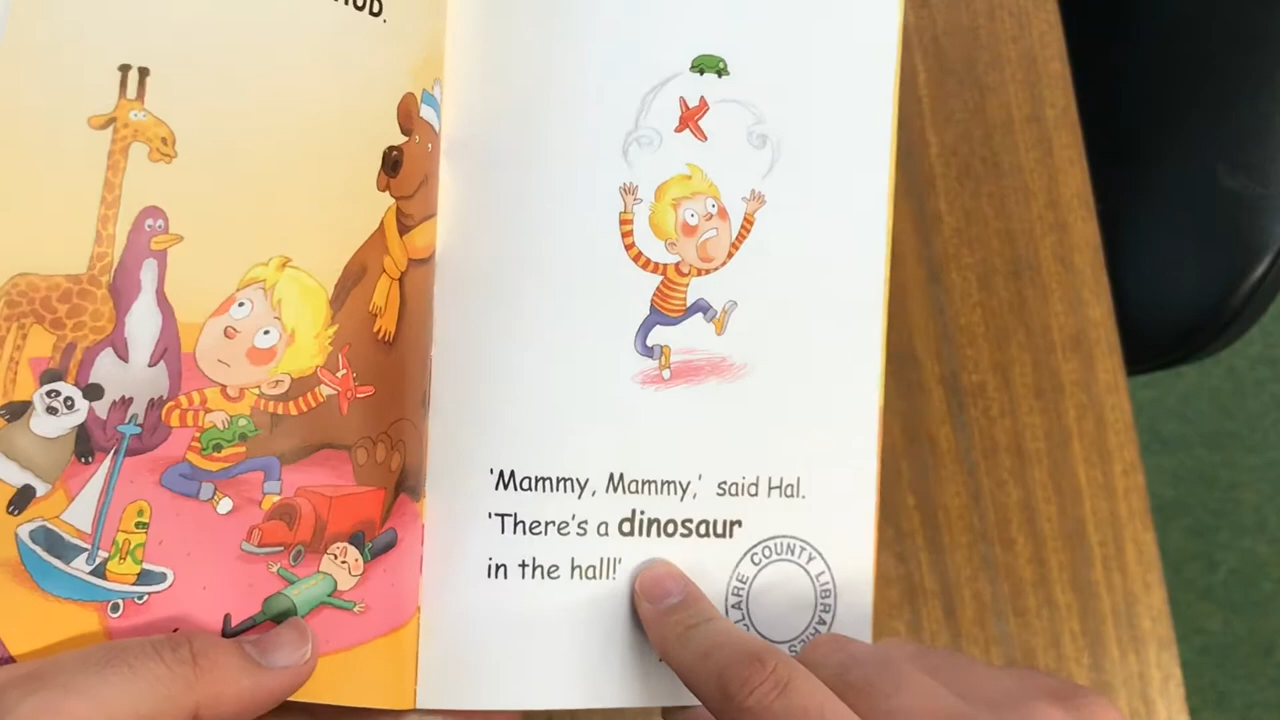 'Mammy, Mammy,' said Hal.
'There's a dinosaur
in the hall!'
CLARE COUNTY LIBRARIES